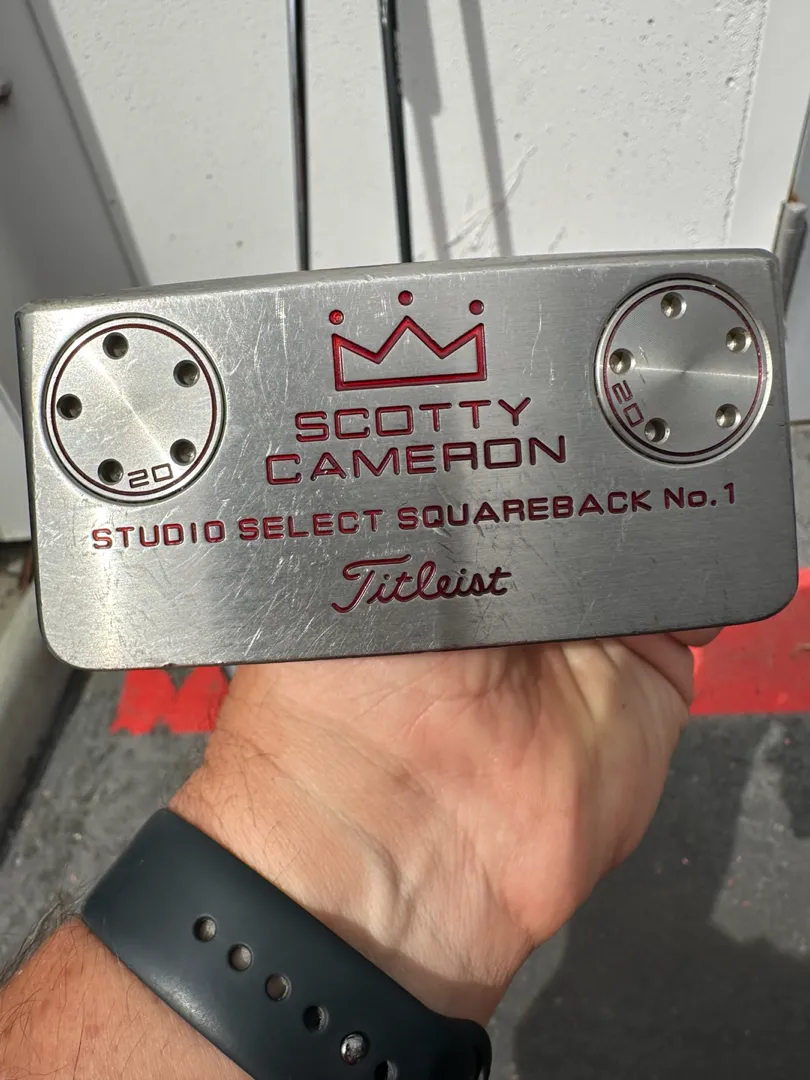 SCOTTY
CAMERON
STUDIO SELECT SQUAREBACK No.1
Titleist
20
20